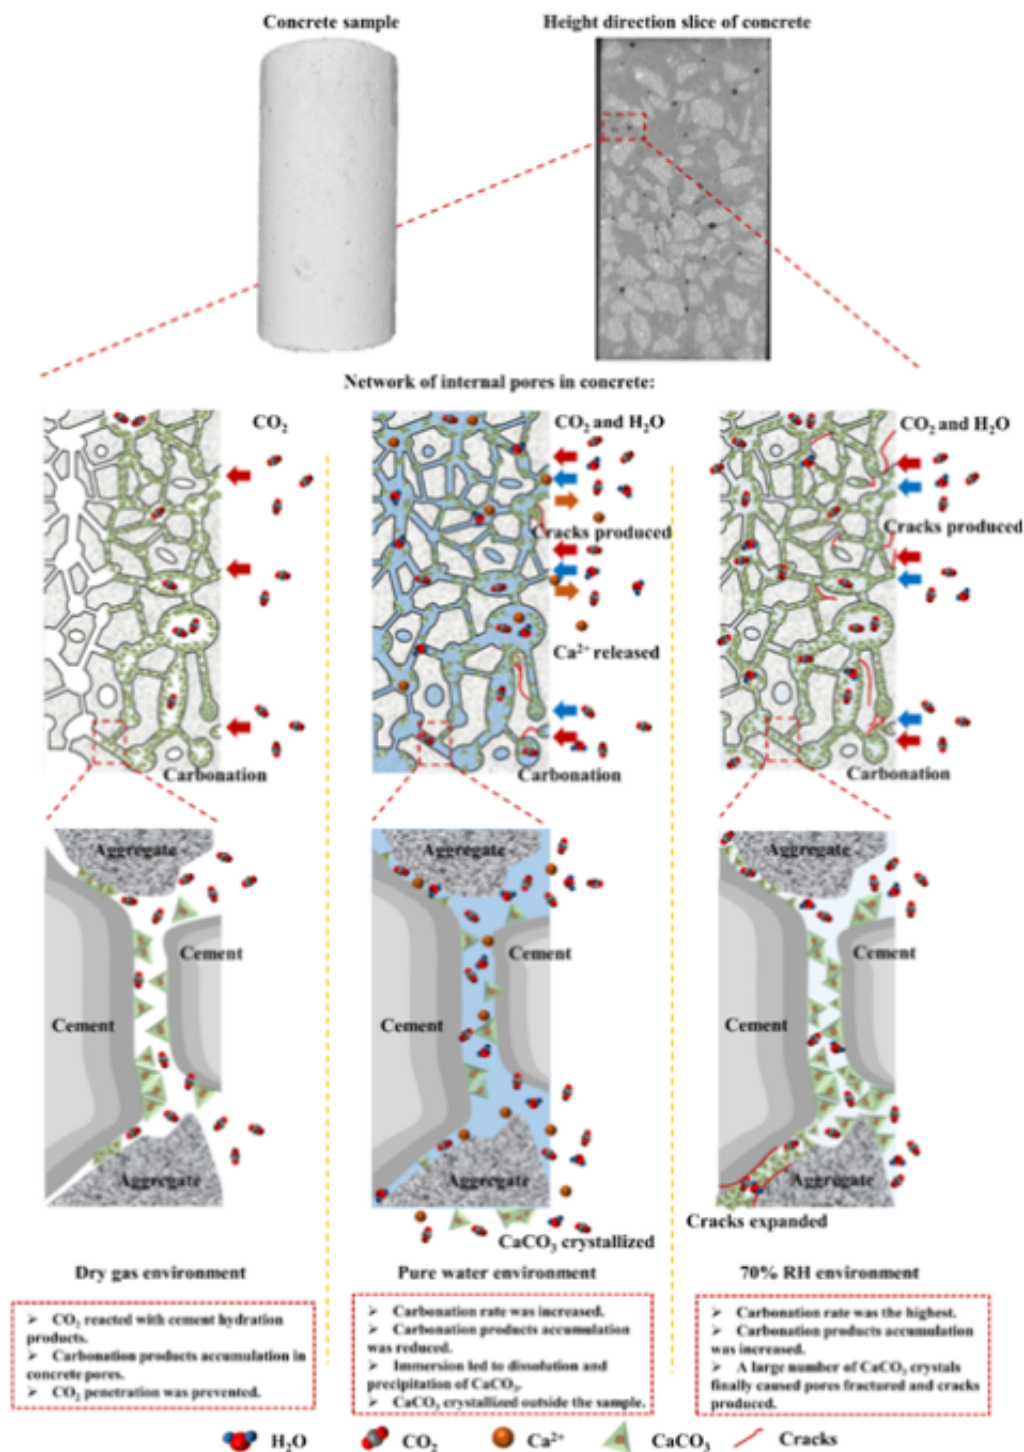 Concrete sample
Height direction slice of concrete
Network of internal pores in concrete:
CO₂
CO₂ and H₂O
CO₂ and H₂O
Cracks produced
Cracks produced
Ca²⁺ released
Carbonation
Carbonation
Carbonation
Aggregate
Cement
Cement
Aggregate
Aggregate
Cement
Cement
Aggregate
CaCO₃ crystallized
Aggregate
Cement
Cement
Aggregate
Cracks expanded
Dry gas environment
➢ CO₂ reacted with cement hydration
products.
➢ Carbonation products accumulation in
concrete pores.
➢ CO₂ penetration was prevented.
Pure water environment
➢ Carbonation rate was increased.
➢ Carbonation products accumulation
was reduced.
➢ Immersion led to dissolution and
precipitation of CaCO₃.
➢ CaCO₃ crystallized outside the sample.
70% RH environment
➢ Carbonation rate was the highest.
➢ Carbonation products accumulation
was increased.
➢ A large number of CaCO₃ crystals
finally caused pores fractured and cracks
produced.
H₂O
CO₂
Ca²⁺
CaCO₃
Cracks